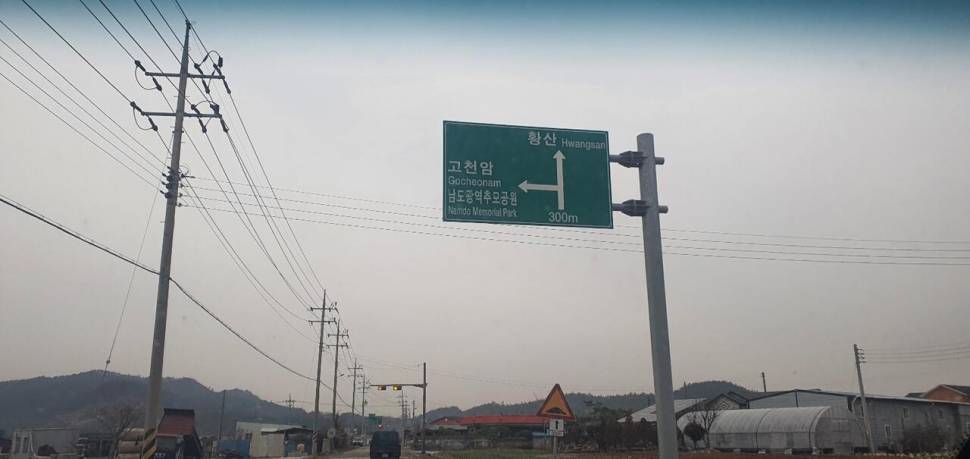 황산 Hwangsan
고천암
Gocheonam
남도광역추모공원
Namdo Memorial Park
300m